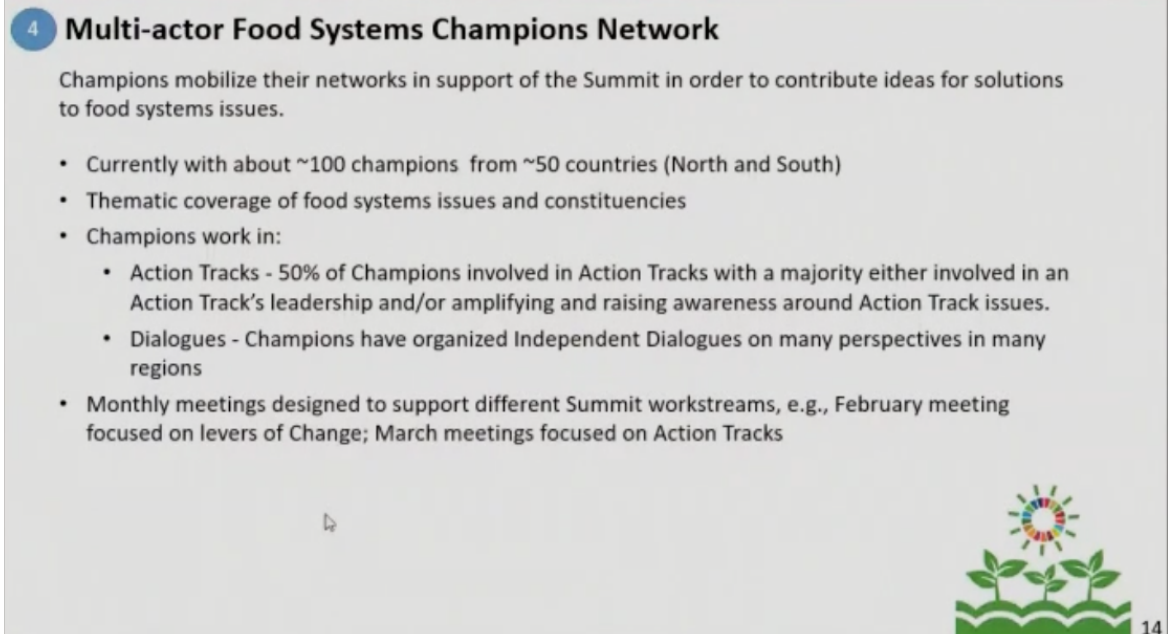 4 Multi-actor Food Systems Champions Network
Champions mobilize their networks in support of the Summit in order to contribute ideas for solutions
to food systems issues.
• Currently with about ~100 champions from ~50 countries (North and South)
• Thematic coverage of food systems issues and constituencies
• Champions work in:
• Action Tracks - 50% of Champions involved in Action Tracks with a majority either involved in an
Action Track's leadership and/or amplifying and raising awareness around Action Track issues.
• Dialogues - Champions have organized Independent Dialogues on many perspectives in many
regions
• Monthly meetings designed to support different Summit workstreams, e.g., February meeting
focused on levers of Change; March meetings focused on Action Tracks
14